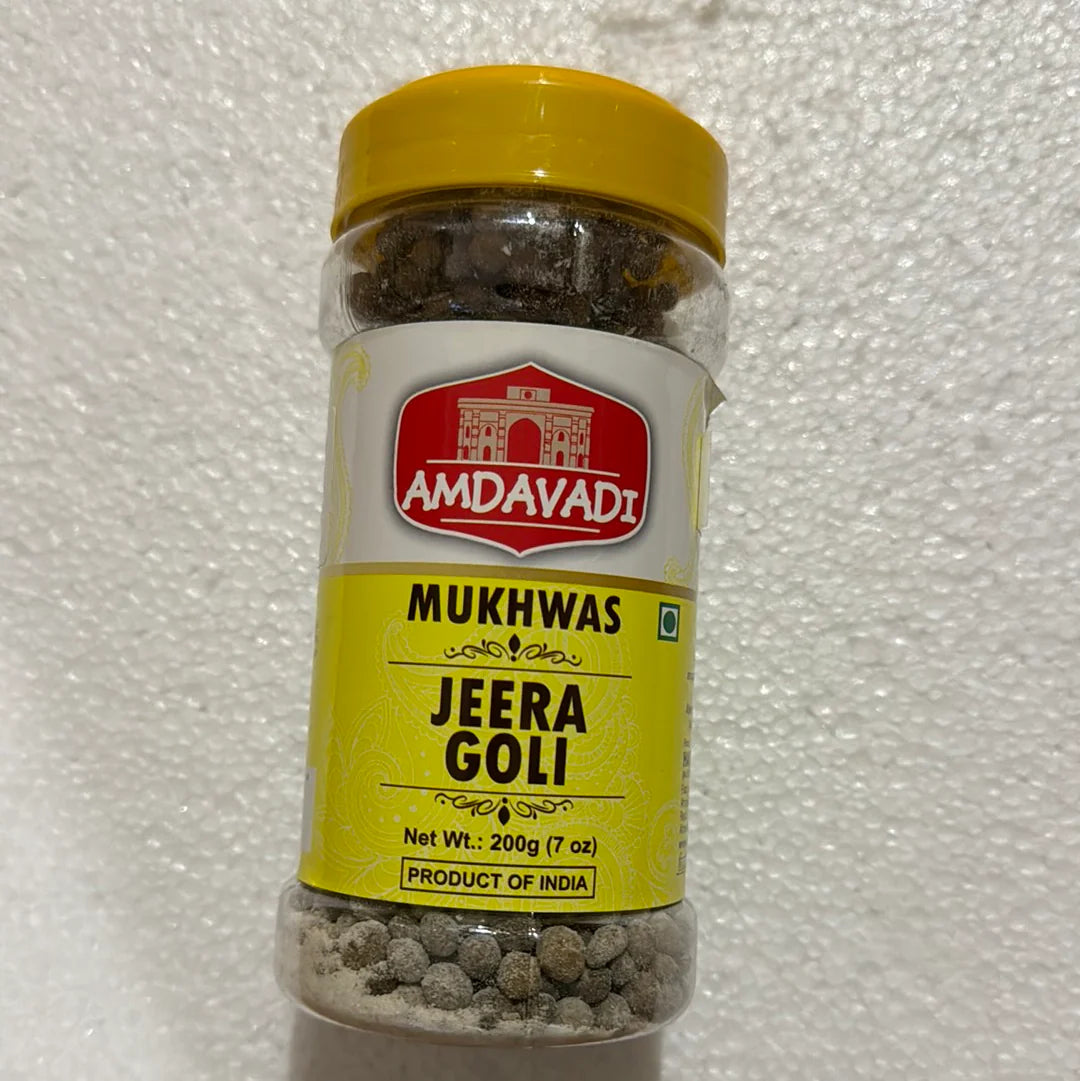 AMDAVADI
MUKHWAS
JEERA
GOLI
Net Wt.: 200g (7 oz)
PRODUCT OF INDIA